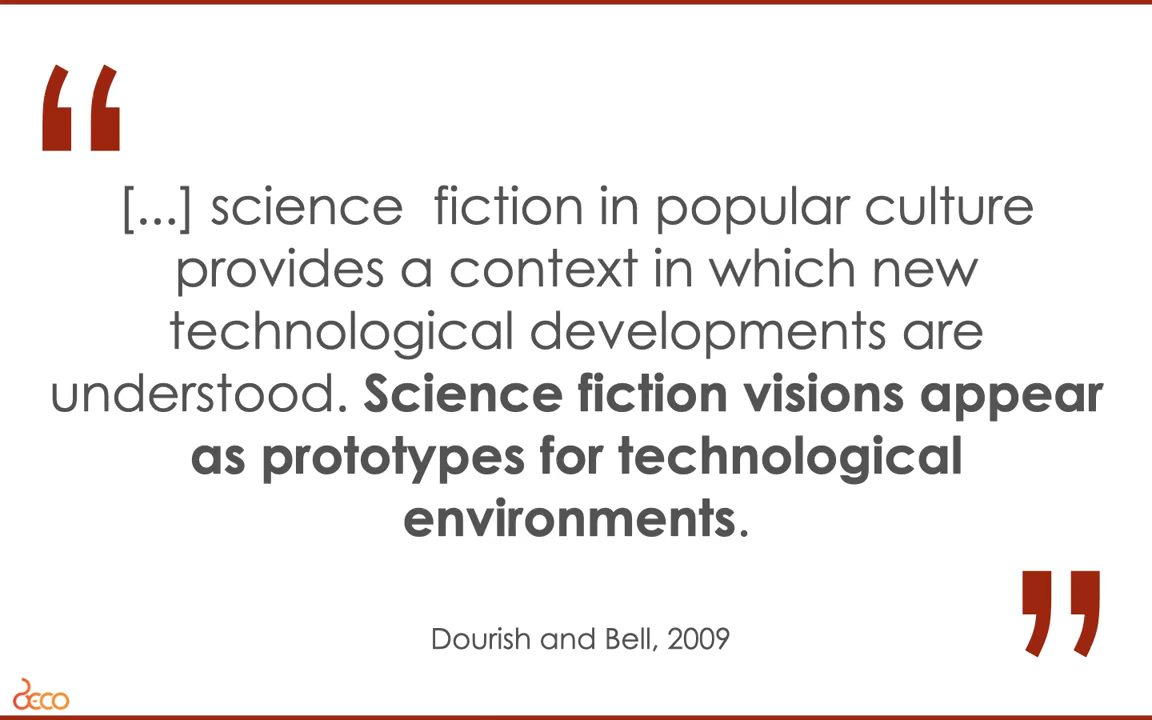 “
[...] science  fiction in popular culture
provides a context in which new
technological developments are
understood. Science fiction visions appear
as prototypes for technological
environments.
”
Dourish and Bell, 2009
DECO